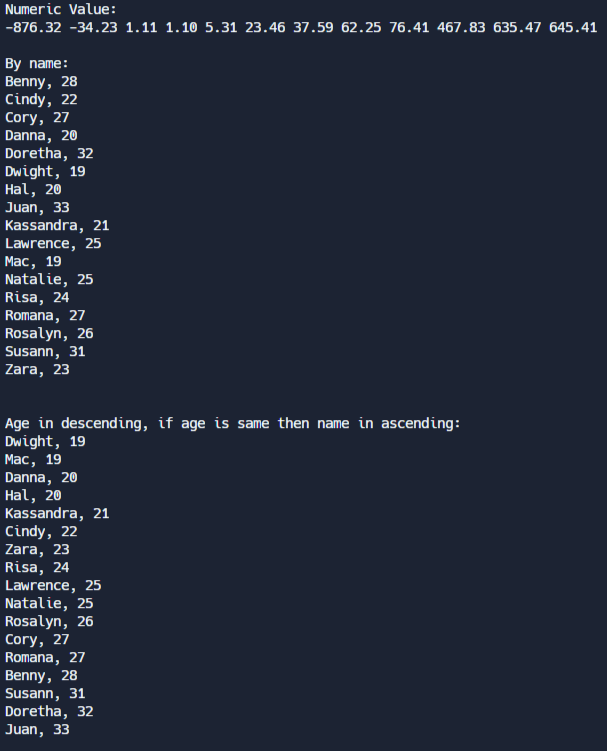 Numeric Value:
-876.32 -34.23 1.11 1.10 5.31 23.46 37.59 62.25 76.41 467.83 635.47 645.41
By name:
Benny, 28
Cindy, 22
Cory, 27
Danna, 20
Doretha, 32
Dwight, 19
Hal, 20
Juan, 33
Kassandra, 21
Lawrence, 25
Mac, 19
Natalie, 25
Risa, 24
Romana, 27
Rosalyn, 26
Susann, 31
Zara, 23
Age in descending, if age is same then name in ascending:
Dwight, 19
Mac, 19
Danna, 20
Hal, 20
Kassandra, 21
Cindy, 22
Zara, 23
Risa, 24
Lawrence, 25
Natalie, 25
Rosalyn, 26
Cory, 27
Romana, 27
Benny, 28
Susann, 31
Doretha, 32
Juan, 33